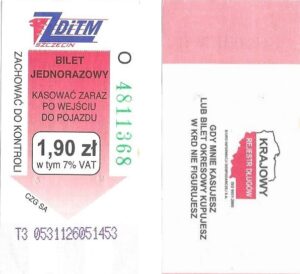 ZDiTM
SZCZECIN
BILET
JEDNORAZOWY
KASOWAĆ ZARAZ
PO WEJŚCIU
DO POJAZDU
1,90 zł
w tym 7% VAT
ZACHOWAĆ DO KONTROLI
O 4811368
CZG SA
T3 0531126051453
KRAJOWY
REJESTR DŁUGÓW
GDY MNIE KASUJESZ
LUB BILET OKRESOWY KUPUJESZ
W KRD NIE FIGURUJESZ